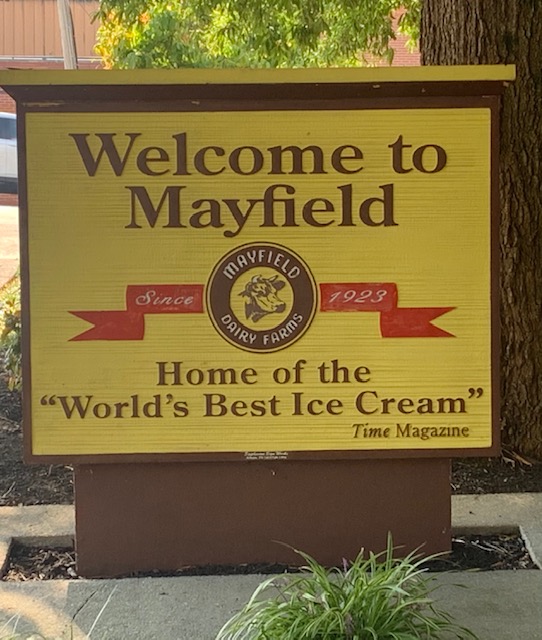 Welcome to
Mayfield
MAYFIELD
Since 1923
DAIRY FARMS
Home of the
“World's Best Ice Cream”
Time Magazine